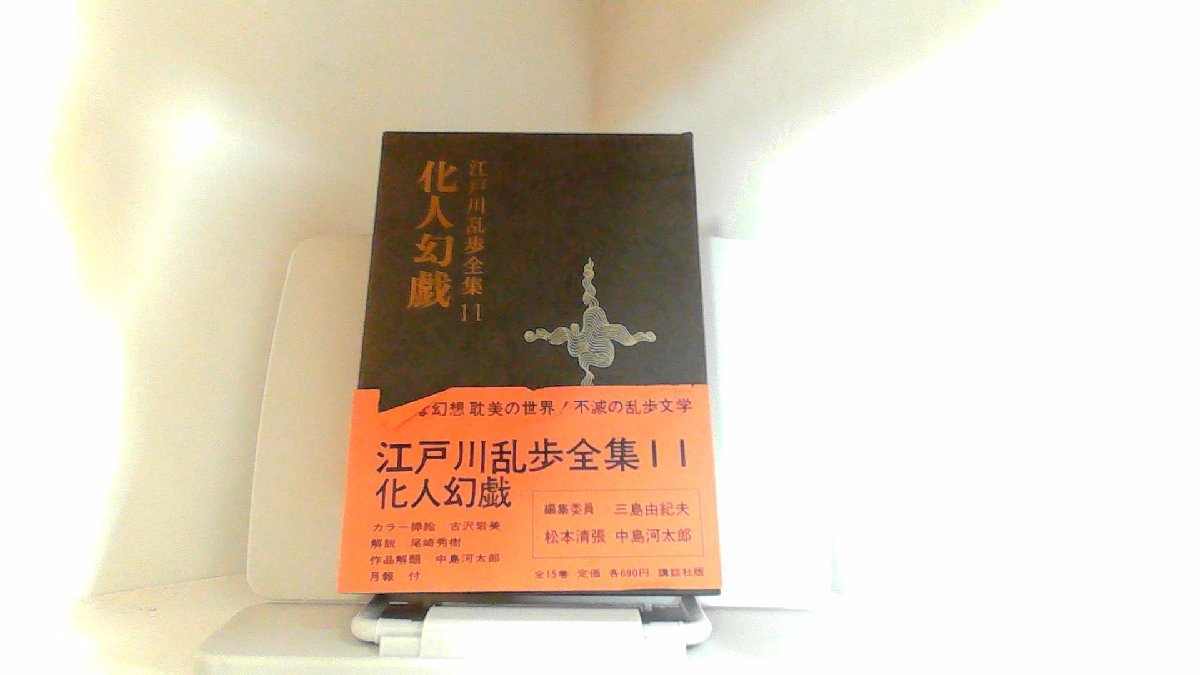 江戸川乱歩全集11
化人幻戯
幻想耽美の世界!不滅の乱歩文学
江戸川乱歩全集11
化人幻戯
カラー挿絵 古沢岩美
解説 尾崎秀樹
作品解題 中島河太郎
月報 付
編集委員 三島由紀夫
松本清張 中島河太郎
全15巻 定価 各690円 講談社版